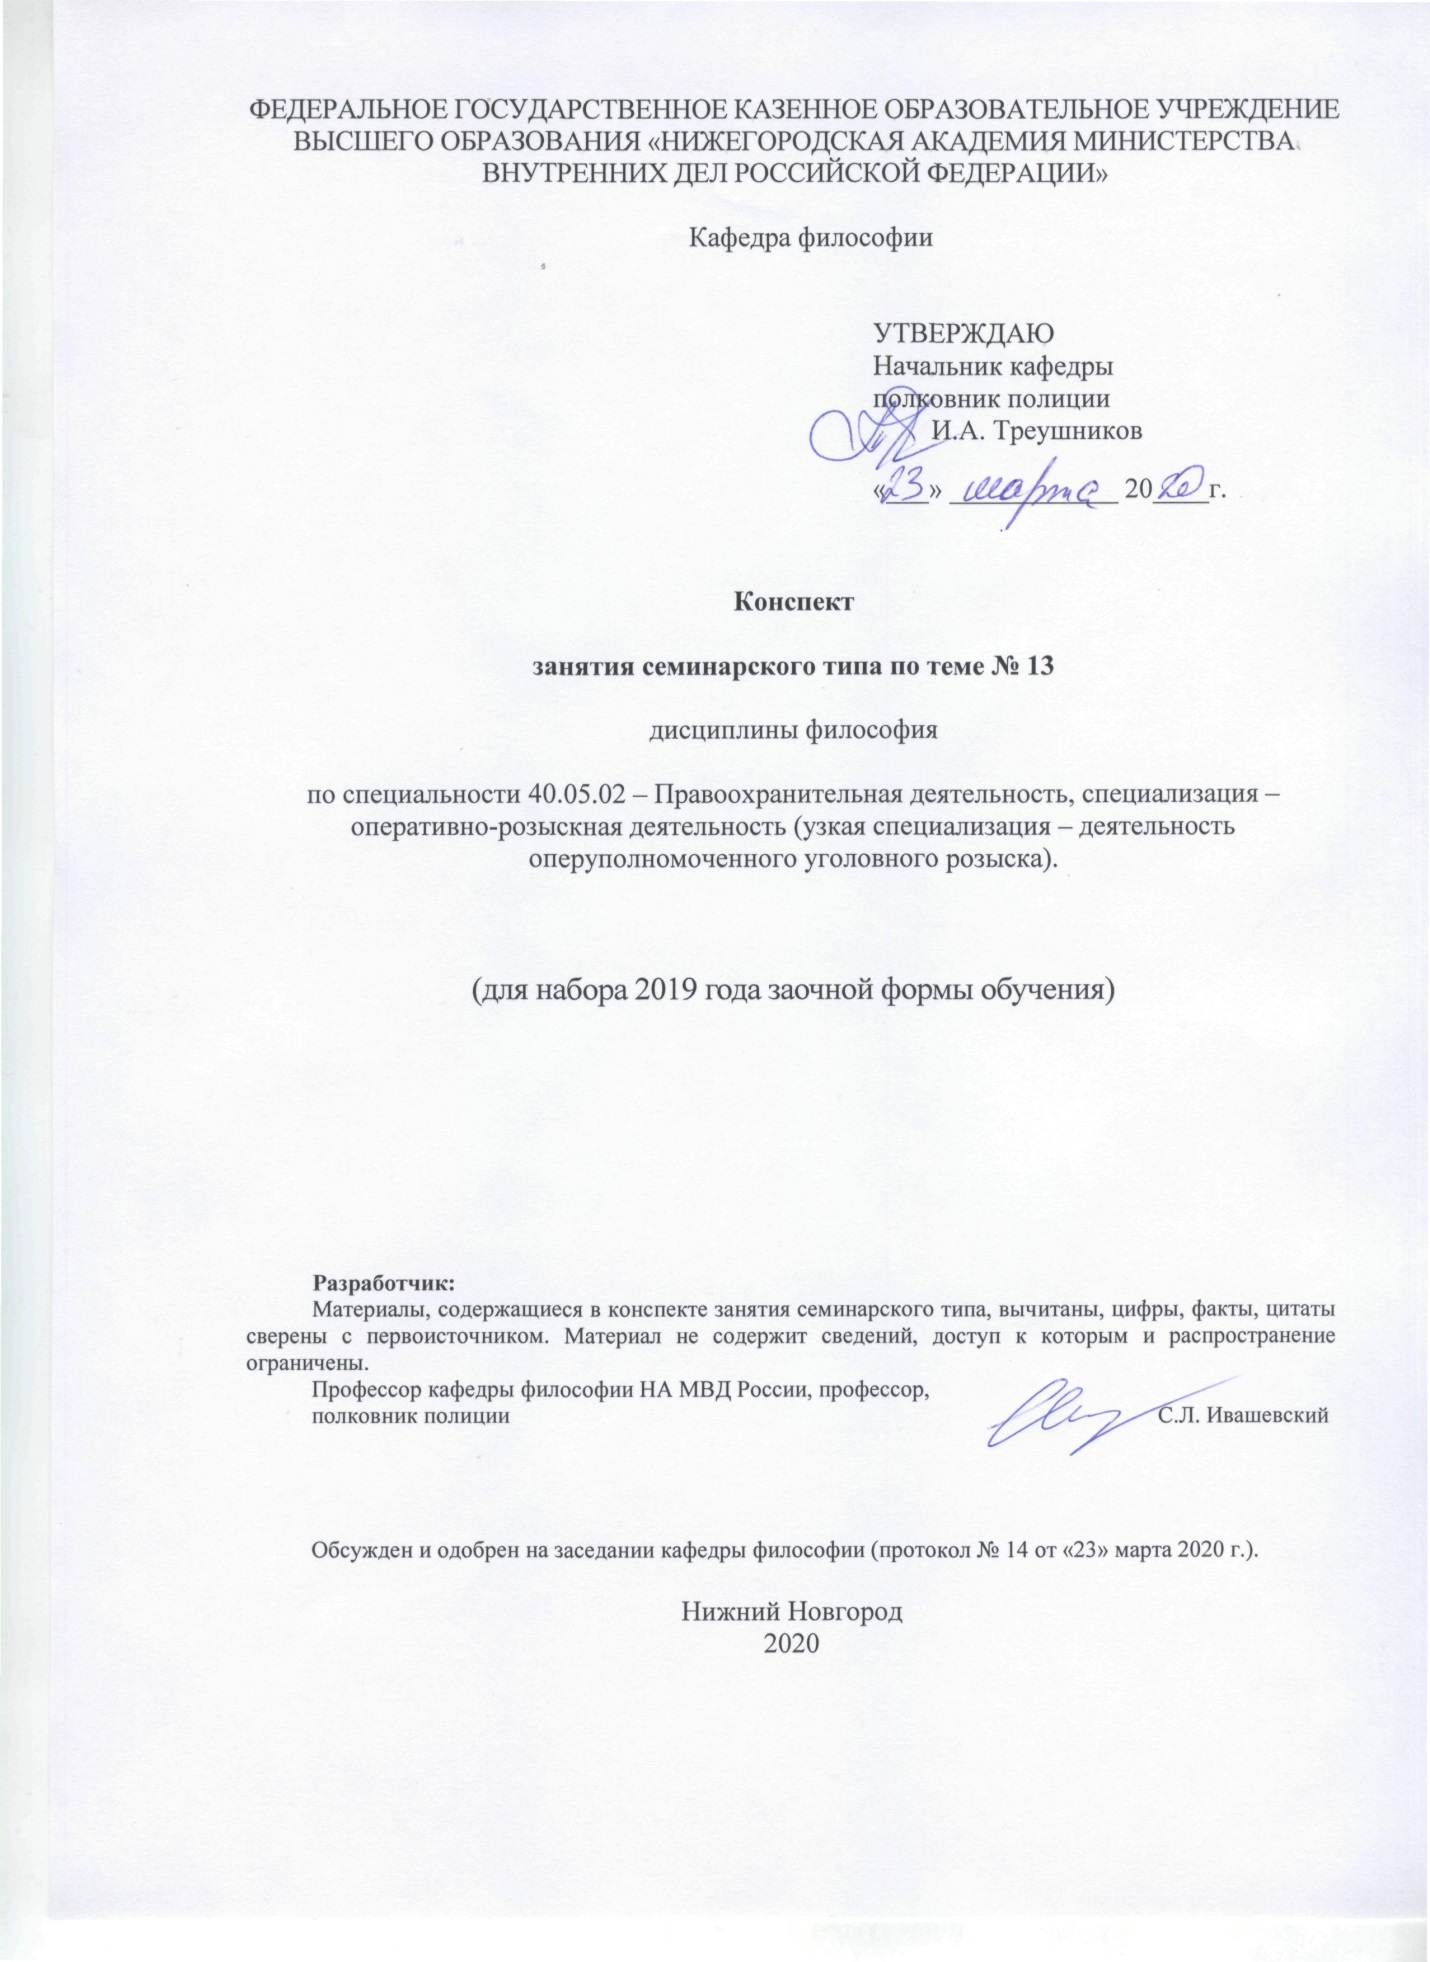 ФЕДЕРАЛЬНОЕ ГОСУДАРСТВЕННОЕ КАЗЕННОЕ ОБРАЗОВАТЕЛЬНОЕ УЧРЕЖДЕНИЕ
ВЫСШЕГО ОБРАЗОВАНИЯ «НИЖЕГОРОДСКАЯ АКАДЕМИЯ МИНИСТЕРСТВА
ВНУТРЕННИХ ДЕЛ РОССИЙСКОЙ ФЕДЕРАЦИИ»
Кафедра философии
УТВЕРЖДАЮ
Начальник кафедры
полковник полиции
И.А. Треушников
«23» марта 2020 г.
Конспект
занятия семинарского типа по теме № 13
дисциплины философия
по специальности 40.05.02 – Правоохранительная деятельность, специализация –
оперативно-розыскная деятельность (узкая специализация – деятельность
оперуполномоченного уголовного розыска).
(для набора 2019 года заочной формы обучения)
Разработчик:
Материалы, содержащиеся в конспекте занятия семинарского типа, вычитаны, цифры, факты, цитаты
сверены с первоисточником. Материал не содержит сведений, доступ к которым и распространение
ограничены.
Профессор кафедры философии НА МВД России, профессор,
полковник полиции С.Л. Ивашевский
Обсужден и одобрен на заседании кафедры философии (протокол № 14 от «23» марта 2020 г.).
Нижний Новгород
2020